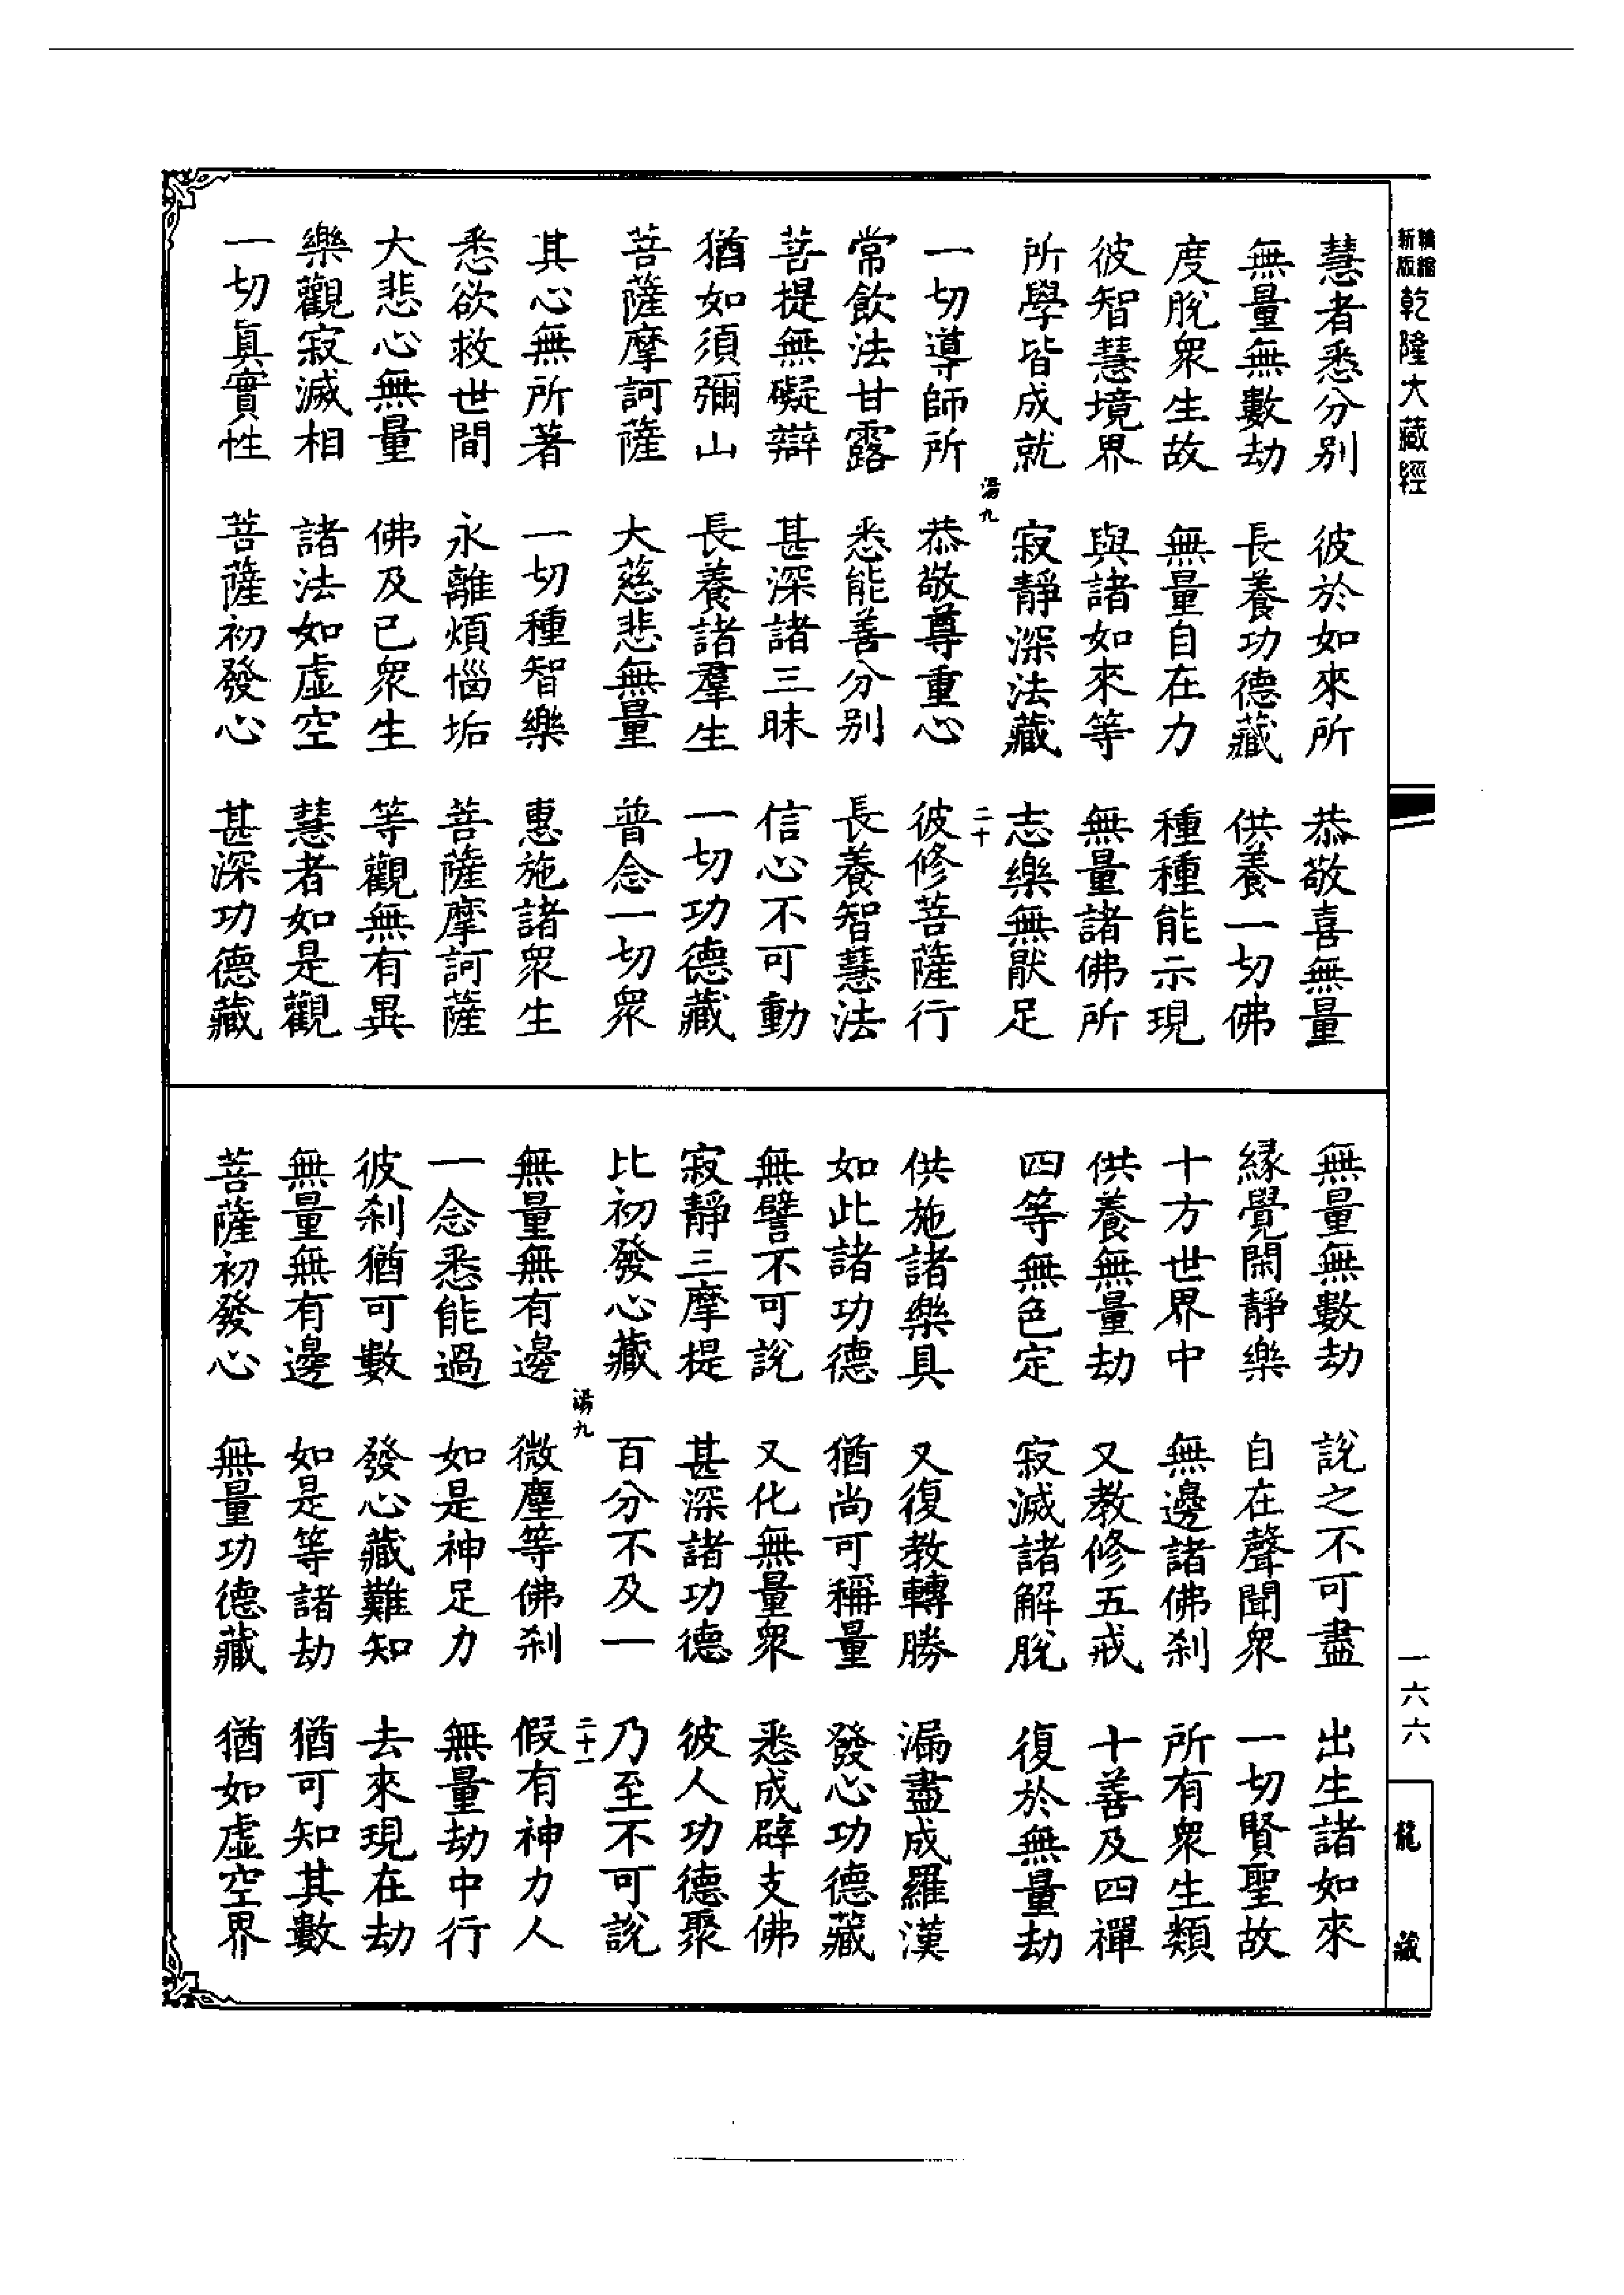 新版精縮
乾隆大藏經
慧者悉分别　彼於如來所　恭敬喜無量
無量無數劫　長養功德藏　供養一切佛
度脫衆生故　無量自在力　種種能示現
彼智慧境界　與諸如來等　無量諸佛所
所學皆成就　寂靜深法藏　志樂無猒足
湯九　二十
一切導師所　恭敬尊重心　彼修菩薩行
常飲法甘露　悉能善分别　長養智慧法
菩提無礙辯　甚深諸三昧　信心不可動
猶如須彌山　長養諸羣生　一切功德藏
菩薩摩訶薩　大慈悲無量　普念一切衆
其心無所著　一切種智樂　惠施諸衆生
悉欲救世間　永離煩惱垢　菩薩摩訶薩
大悲心無量　佛及已衆生　等觀無有異
樂觀寂滅相　諸法如虛空　慧者如是觀
一切眞實性　菩薩初發心　甚深功德藏
無量無數劫　說之不可盡　出生諸如來
緣覺閑靜樂　自在聲聞衆　一切賢聖故
十方世界中　無邊諸佛刹　所有衆生類
供養無量劫　又教修五戒　十善及四禪
四等無色定　寂滅諸解脫　復於無量劫
供施諸樂具　又復教轉勝　漏盡成羅漢
如此諸功德　猶尚可稱量　發心功德藏
無譬不可說　又化無量衆　悉成辟支佛
寂靜三摩提　甚深諸功德　彼人功德聚
比初發心藏　百分不及一　乃至不可說
湯九　二十一
無量無有邊　微塵等佛刹　假有神力人
一念悉能過　如是神足力　無量劫中行
彼刹猶可數　發心藏難知　去來現在劫
無量無有邊　如是等諸劫　猶可知其數
菩薩初發心　無量功德藏　猶如虛空界
一六六
龍藏